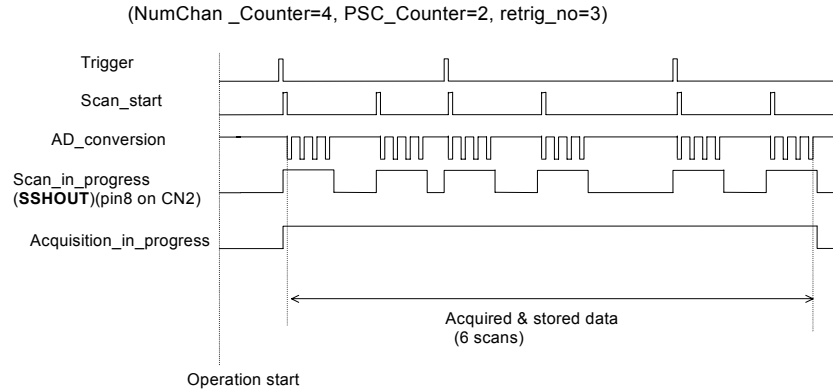 (NumChan _Counter=4, PSC_Counter=2, retrig_no=3)
Trigger
Scan_start
AD_conversion
Scan_in_progress
(SSHOUT)(pin8 on CN2)
Acquisition_in_progress
Acquired & stored data
(6 scans)
Operation start